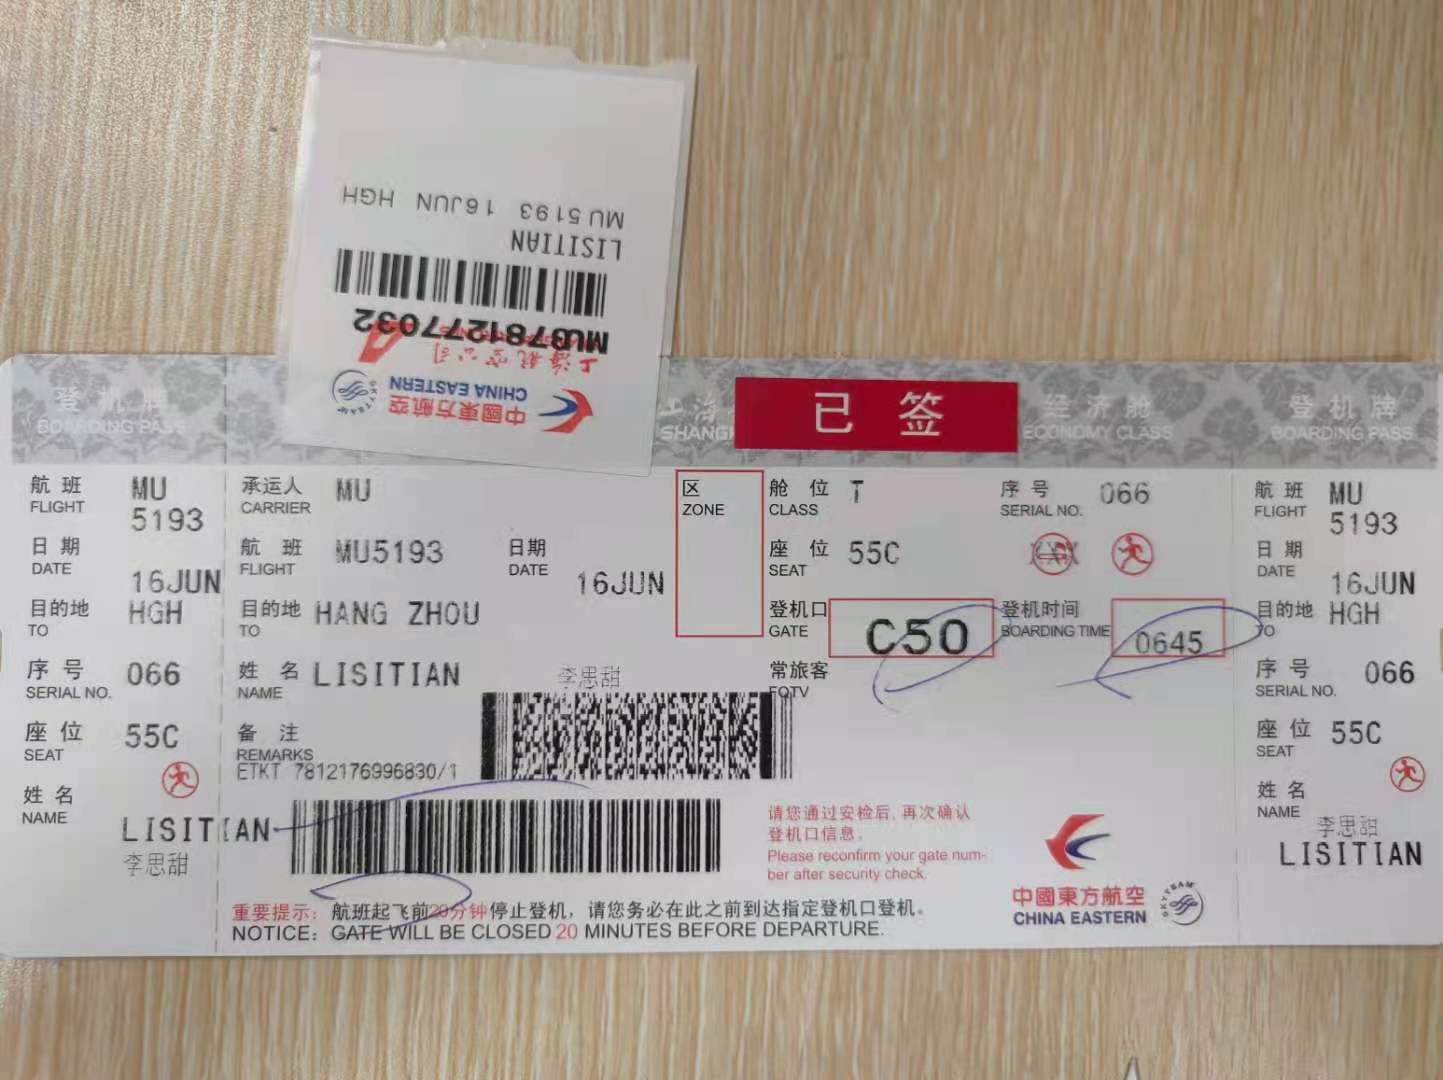 HGH
MU 5193 16JUN
LISITIAN
MU3781277032
上海航空公司
中國東方航空
CHINA EASTERN
SKYTEAM
登机牌
BOARDING PASS
航班
FLIGHT
MU
5193
日期
DATE
16JUN
目的地
TO
HGH
序号
SERIAL NO.
066
座位
SEAT
55C
姓名
NAME
LISITIAN
李思甜
上海
SHANGH
已签
经济舱
ECONOMY CLASS
承运人
CARRIER
MU
航班
FLIGHT
MU5193
日期
DATE
16JUN
目的地
TO
HANG ZHOU
姓名
NAME
LISITIAN
李思甜
备注
REMARKS
ETKT 7812176996830/1
区
ZONE
舱位
CLASS
T
序号
SERIAL NO.
066
座位
SEAT
55C
登机口
GATE
C50
登机时间
BOARDING TIME
0645
常旅客
FQTV
请您通过安检后,再次确认
登机口信息。
Please reconfirm your gate num-
ber after security check.
中國東方航空
CHINA EASTERN
SKYTEAM
重要提示：航班起飞前20分钟停止登机，请您务必在此之前到达指定登机口登机。
NOTICE: GATE WILL BE CLOSED 20 MINUTES BEFORE DEPARTURE.
登机牌
BOARDING PASS
航班
FLIGHT
MU
5193
日期
DATE
16JUN
目的地
TO
HGH
序号
SERIAL NO.
066
座位
SEAT
55C
姓名
NAME
李思甜
LISITIAN